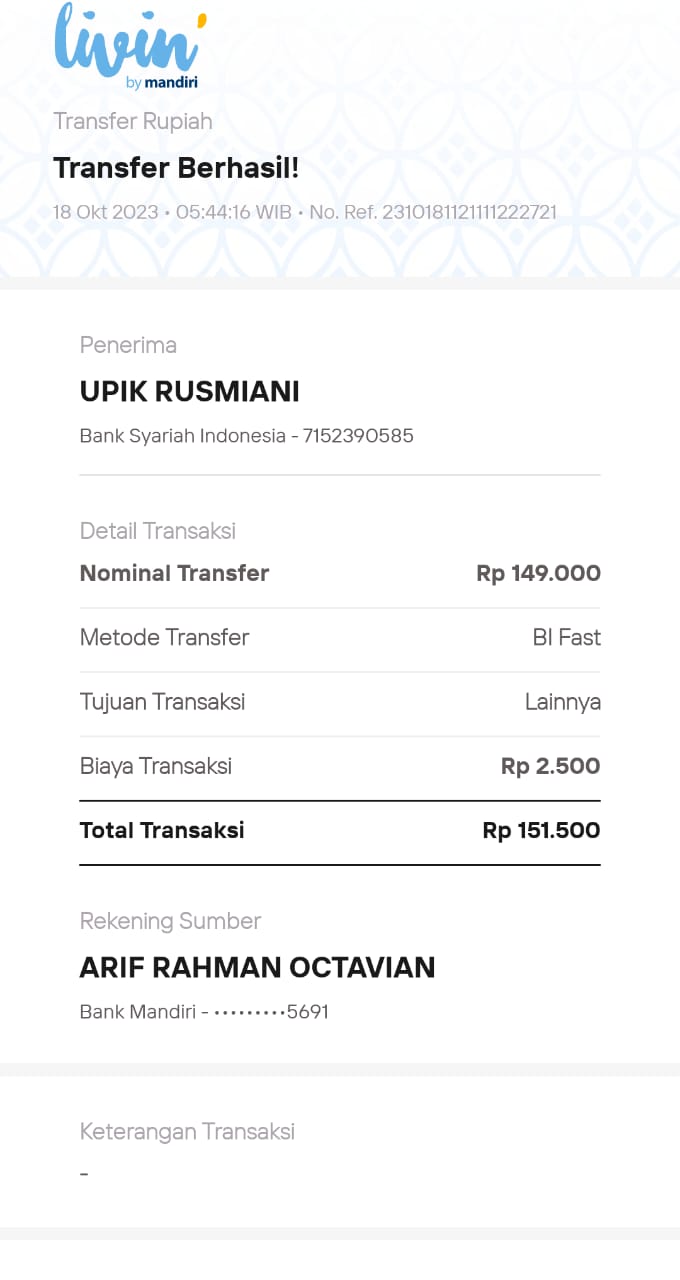 livin'
by mandiri
Transfer Rupiah
Transfer Berhasil!
18 Okt 2023 • 05:44:16 WIB • No. Ref. 2310181121111222721
Penerima
UPIK RUSMIANI
Bank Syariah Indonesia - 7152390585
Detail Transaksi
Nominal Transfer Rp 149.000
Metode Transfer BI Fast
Tujuan Transaksi Lainnya
Biaya Transaksi Rp 2.500
Total Transaksi Rp 151.500
Rekening Sumber
ARIF RAHMAN OCTAVIAN
Bank Mandiri - •••••••••5691
Keterangan Transaksi
-